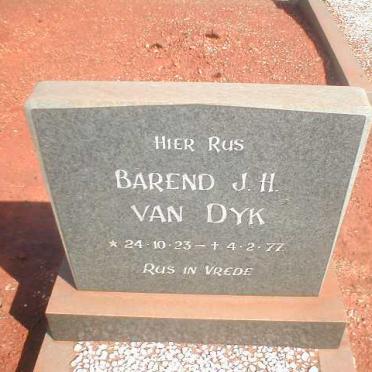 HIER RUS
BAREND J. H.
VAN DYK
* 24·10·23 – † 4·2·77
RUS IN VREDE